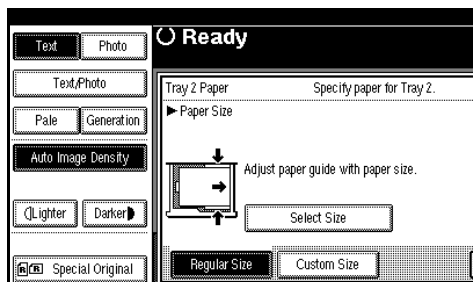 Text Photo
Text/Photo
Pale Generation
Auto Image Density
Lighter Darker
R R Special Original
Ready
Tray 2 Paper Specify paper for Tray 2.
► Paper Size
Adjust paper guide with paper size.
Select Size
Regular Size Custom Size